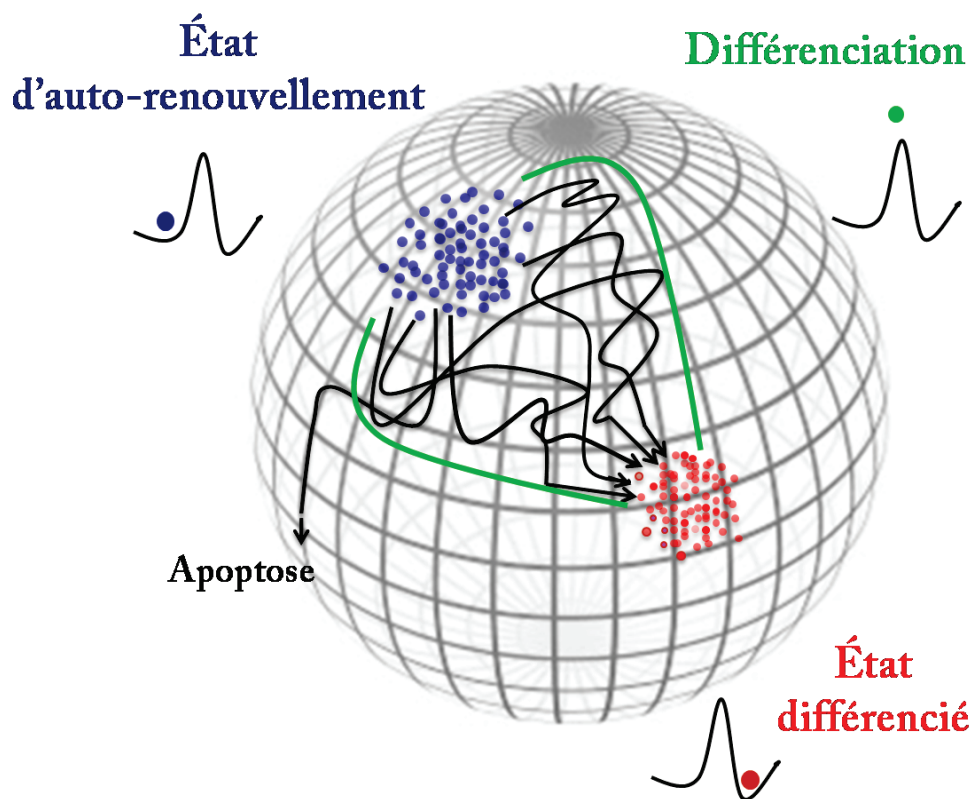 État
d'auto-renouvellement
Différenciation
Apoptose
État
différencié